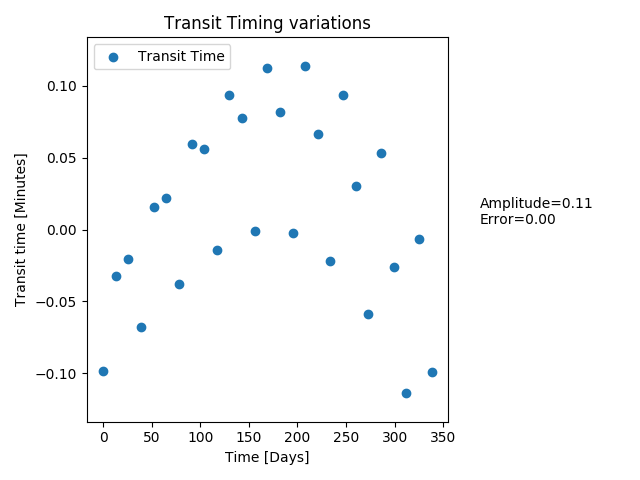 Transit Timing variations
Transit Time
0.10
0.05
0.00
−0.05
−0.10
Transit time [Minutes]
0 50 100 150 200 250 300 350
Time [Days]
Amplitude=0.11
Error=0.00